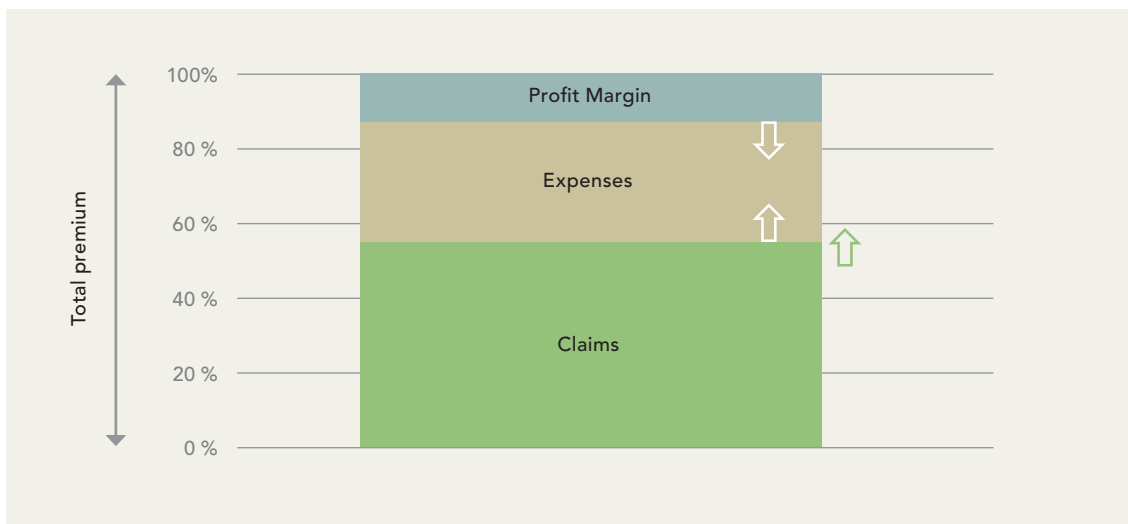 100%
Profit Margin
80 %
Expenses
60 %
Total premium
40 %
Claims
20 %
0 %